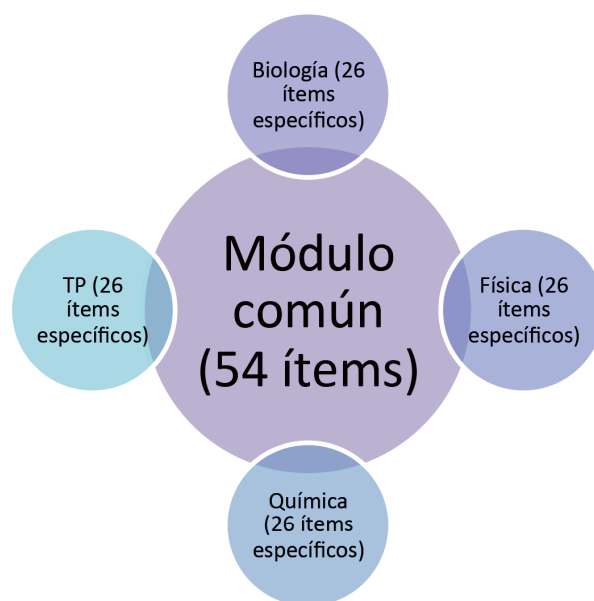 Biología (26
ítems
específicos)
Módulo
común
(54 ítems)
TP (26
ítems
específicos)
Física (26
ítems
específicos)
Química
(26 ítems
específicos)